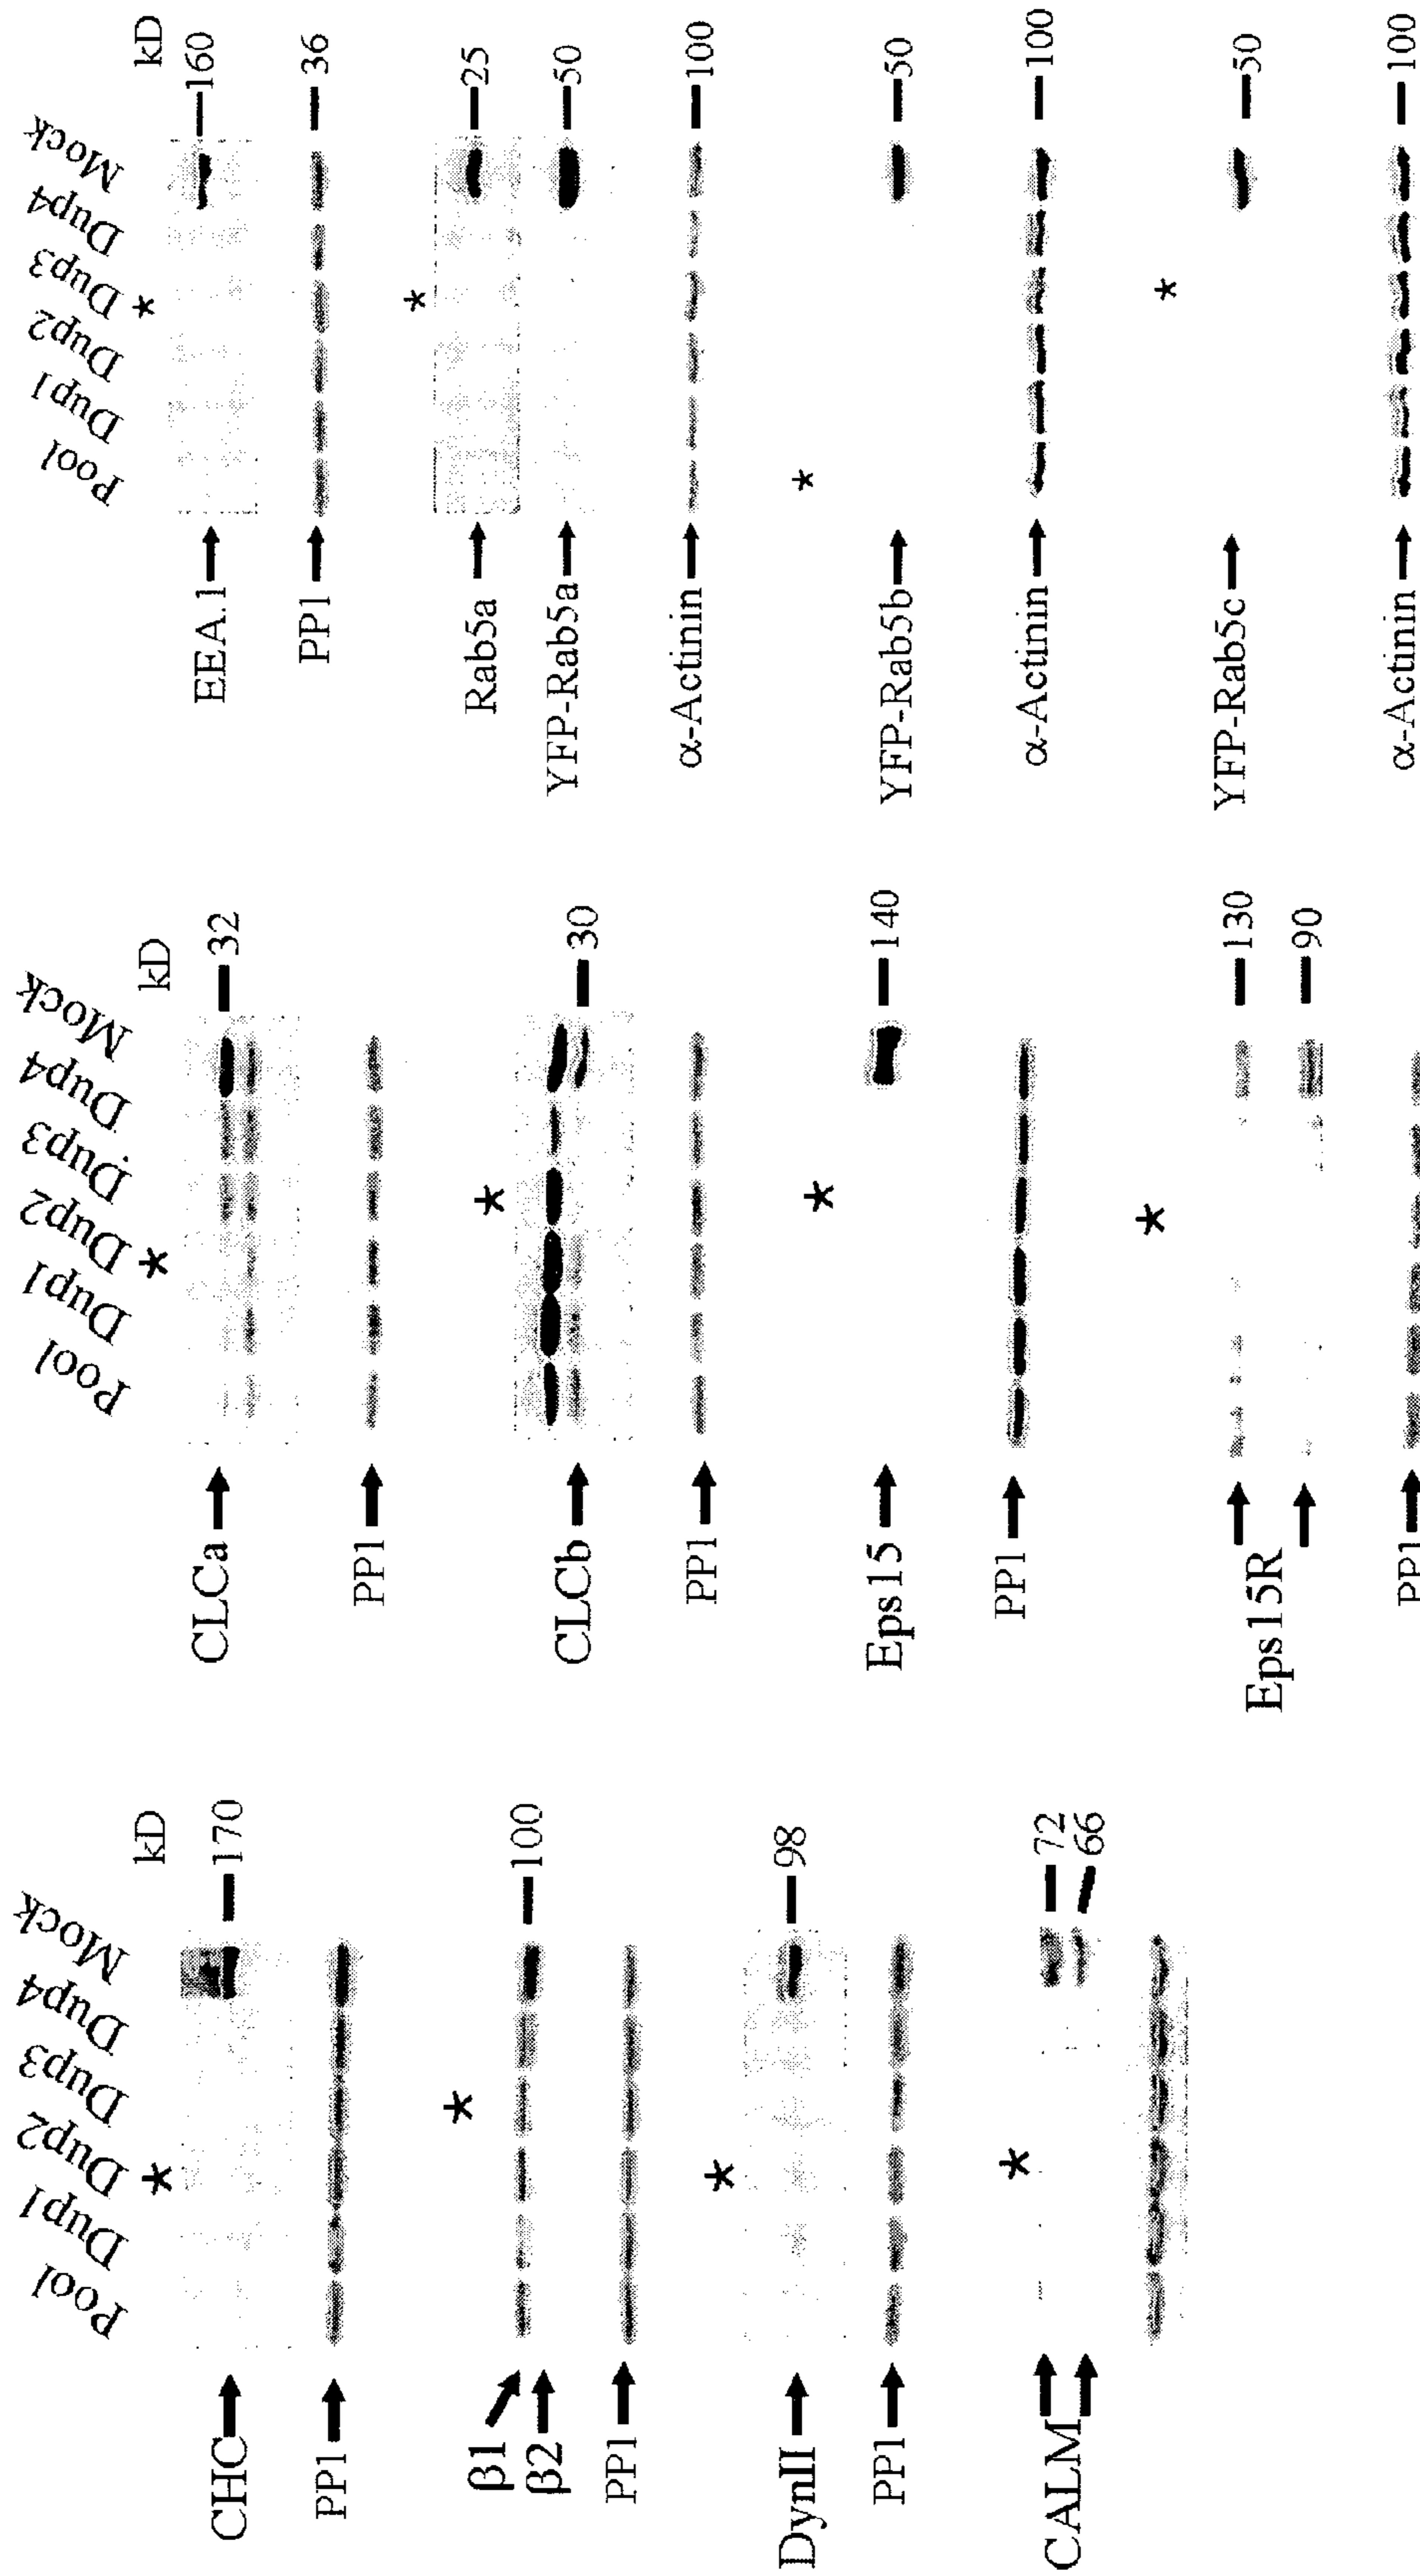 Pool Dup1 Dup2 Dup3 Dup4 Mock kD
*
CHC 170
PP1
*
β1 100
β2
PP1
*
DynII 98
PP1
*
CALM 72
66
Pool Dup1 Dup2 Dup3 Dup4 Mock kD
*
CLCa 32
PP1
*
CLCb 30
PP1
*
Eps15 140
PP1
*
Eps15R 130
90
PP1
Pool Dup1 Dup2 Dup3 Dup4 Mock kD
*
EEA.1 160
PP1 36
*
Rab5a 25
YFP-Rab5a 50
α-Actinin 100
*
YFP-Rab5b 50
α-Actinin 100
*
YFP-Rab5c 50
α-Actinin 100